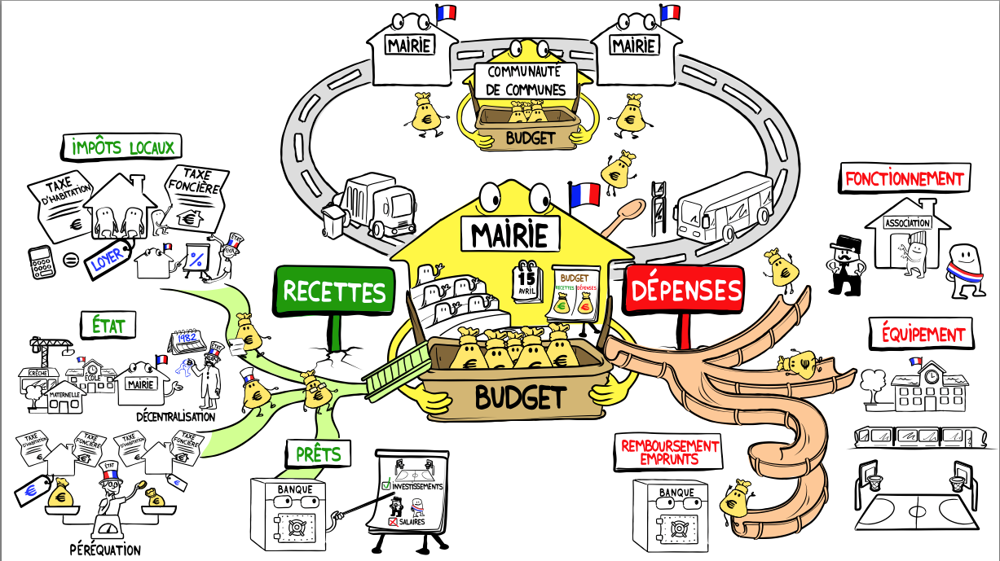 MAIRIE
MAIRIE
COMMUNAUTÉ
DE COMMUNES
€
€
BUDGET
€
IMPÔTS LOCAUX
TAXE
D'HABITATION
€
TAXE
FONCIÈRE
€
=
LOYER
%
ÉTAT
MAIRIE
15
AVRIL
BUDGET
RECETTES DÉPENSES
€ €
RECETTES
DÉPENSES
€ € € € €
BUDGET
FONCTIONNEMENT
ASSOCIATION
€
ÉQUIPEMENT
€
ÉTAT
1982
ÉTAT
CRÈCHE
ÉCOLE
MATERNELLE
MAIRIE
DÉCENTRALISATION
€
€
€
TAXE
D'HABITATION
TAXE
FONCIÈRE
TAXE
D'HABITATION
TAXE
FONCIÈRE
ÉTAT
€
€
€
€
PÉRÉQUATION
PRÊTS
BANQUE
INVESTISSEMENTS
SALAIRES
REMBOURSEMENT
EMPRUNTS
BANQUE
€